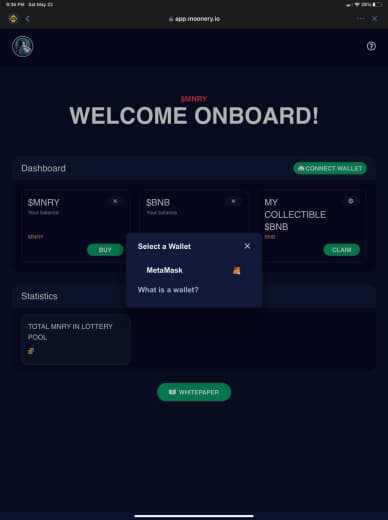 9:35 PM Sat May 22
app.moonery.io
$MNRY
WELCOME ONBOARD!
Dashboard
CONNECT WALLET
$MNRY
Your balance
MNRY
BUY
$BNB
Your balance
MY
COLLECTIBLE
$BNB
BNB
CLAIM
Select a Wallet
MetaMask
What is a wallet?
Statistics
TOTAL MNRY IN LOTTERY
POOL
WHITEPAPER